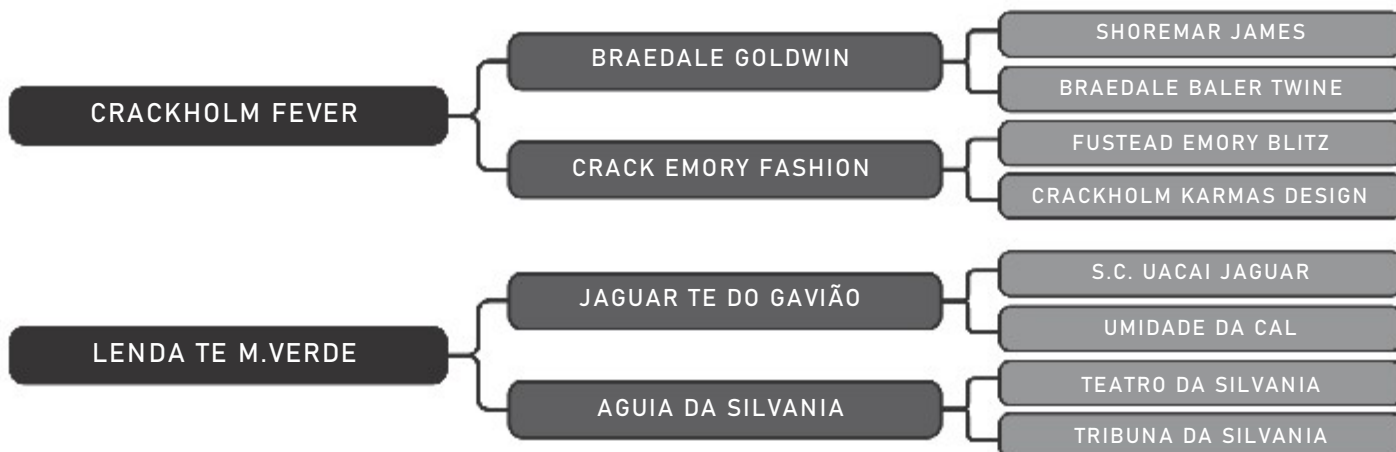 CRACKHOLM FEVER
BRAEDALE GOLDWIN
SHOREMAR JAMES
BRAEDALE BALER TWINE
CRACK EMORY FASHION
FUSTEAD EMORY BLITZ
CRACKHOLM KARMAS DESIGN
LENDA TE M.VERDE
JAGUAR TE DO GAVIÃO
S.C. UACAI JAGUAR
UMIDADE DA CAL
AGUIA DA SILVANIA
TEATRO DA SILVANIA
TRIBUNA DA SILVANIA